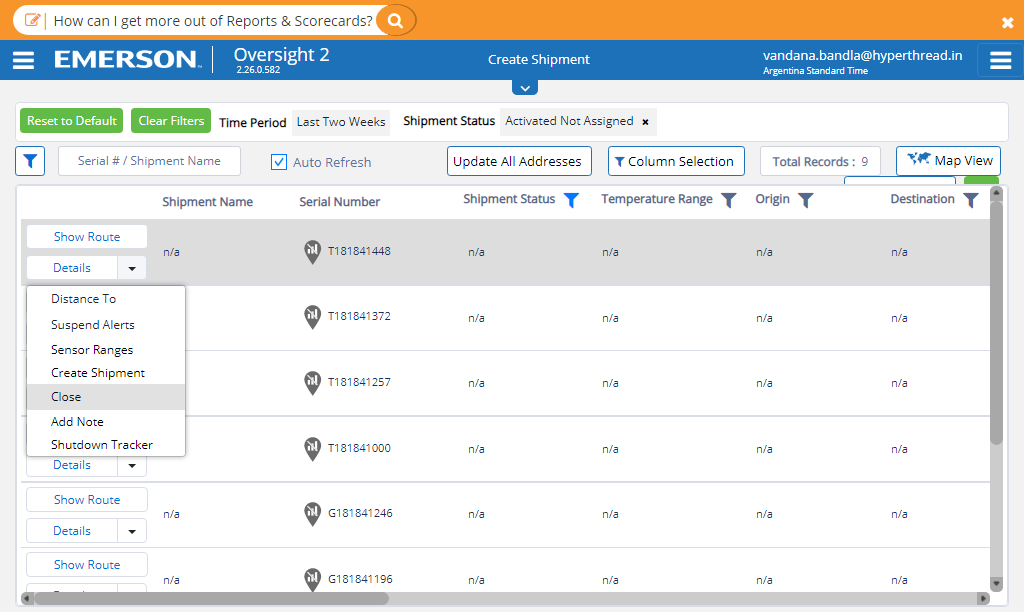 How can I get more out of Reports & Scorecards?
EMERSON. Oversight 2
2.26.0.582
Create Shipment
vandana.bandla@hyperthread.in
Argentina Standard Time
Reset to Default Clear Filters Time Period Last Two Weeks Shipment Status Activated Not Assigned ×
Serial # / Shipment Name Auto Refresh Update All Addresses Column Selection Total Records : 9 Map View
Shipment Name Serial Number Shipment Status Temperature Range Origin Destination
Show Route
Details
n/a T181841448 n/a n/a n/a n/a
Distance To
Suspend Alerts
Sensor Ranges
Create Shipment
Close
Add Note
Shutdown Tracker
T181841372 n/a n/a n/a n/a
T181841257 n/a n/a n/a n/a
T181841000 n/a n/a n/a n/a
Details
Show Route
Details
n/a G181841246 n/a n/a n/a n/a
Show Route
n/a G181841196 n/a n/a n/a n/a